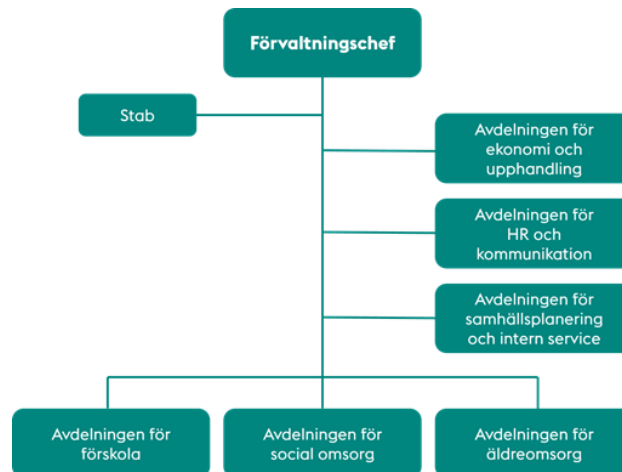 Förvaltningschef
Stab
Avdelningen för
ekonomi och
upphandling
Avdelningen för
HR och
kommunikation
Avdelningen för
samhällsplanering
och intern service
Avdelningen för
förskola
Avdelningen för
social omsorg
Avdelningen för
äldreomsorg